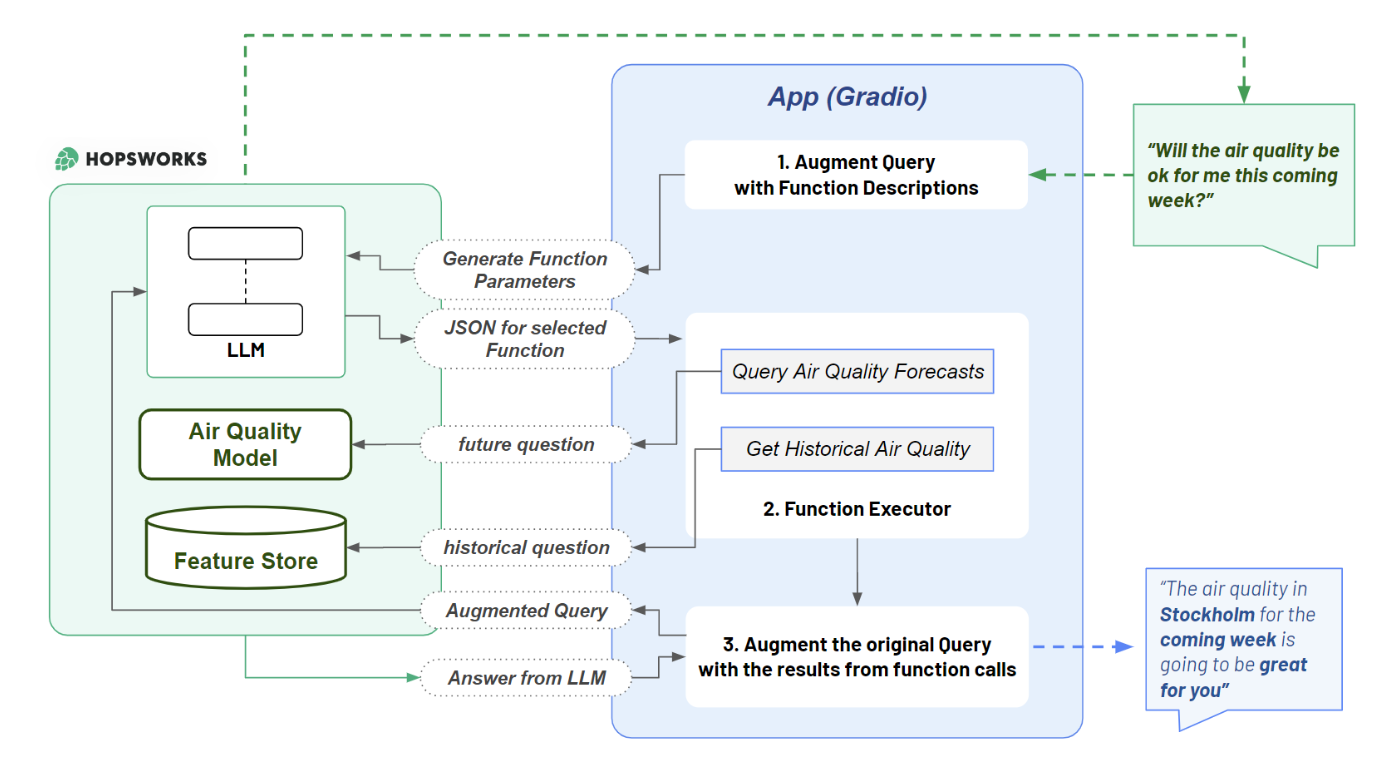 App (Gradio)
HOPSWORKS
1. Augment Query
with Function Descriptions
“Will the air quality be
ok for me this coming
week?”
Generate Function
Parameters
JSON for selected
Function
LLM
Query Air Quality Forecasts
Air Quality
Model
future question
Get Historical Air Quality
2. Function Executor
historical question
Feature Store
Augmented Query
3. Augment the original Query
with the results from function calls
Answer from LLM
“The air quality in
Stockholm for the
coming week is
going to be great
for you”